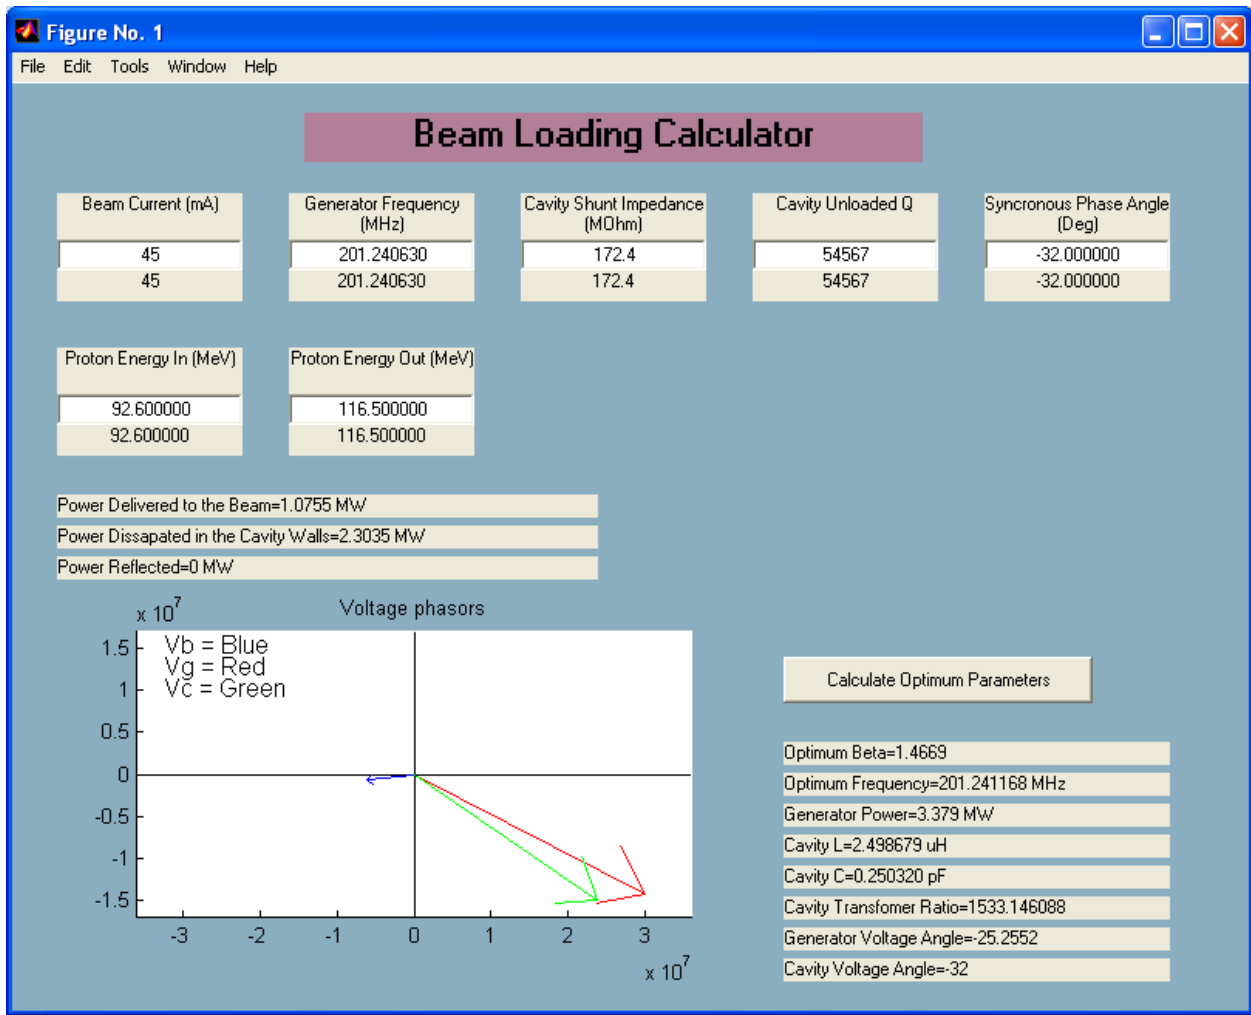 Figure No. 1
File Edit Tools Window Help
Beam Loading Calculator
Beam Current (mA)
45
45
Generator Frequency
(MHz)
201.240630
201.240630
Cavity Shunt Impedance
(MOhm)
172.4
172.4
Cavity Unloaded Q
54567
54567
Syncronous Phase Angle
(Deg)
-32.000000
-32.000000
Proton Energy In (MeV)
92.600000
92.600000
Proton Energy Out (MeV)
116.500000
116.500000
Power Delivered to the Beam=1.0755 MW
Power Dissapated in the Cavity Walls=2.3035 MW
Power Reflected=0 MW
x 10^7
Voltage phasors
Vb = Blue
Vg = Red
Vc = Green
1.5
1
0.5
0
-0.5
-1
-1.5
-3 -2 -1 0 1 2 3
x 10^7
Calculate Optimum Parameters
Optimum Beta=1.4669
Optimum Frequency=201.241168 MHz
Generator Power=3.379 MW
Cavity L=2.498679 uH
Cavity C=0.250320 pF
Cavity Transfomer Ratio=1533.146088
Generator Voltage Angle=-25.2552
Cavity Voltage Angle=-32